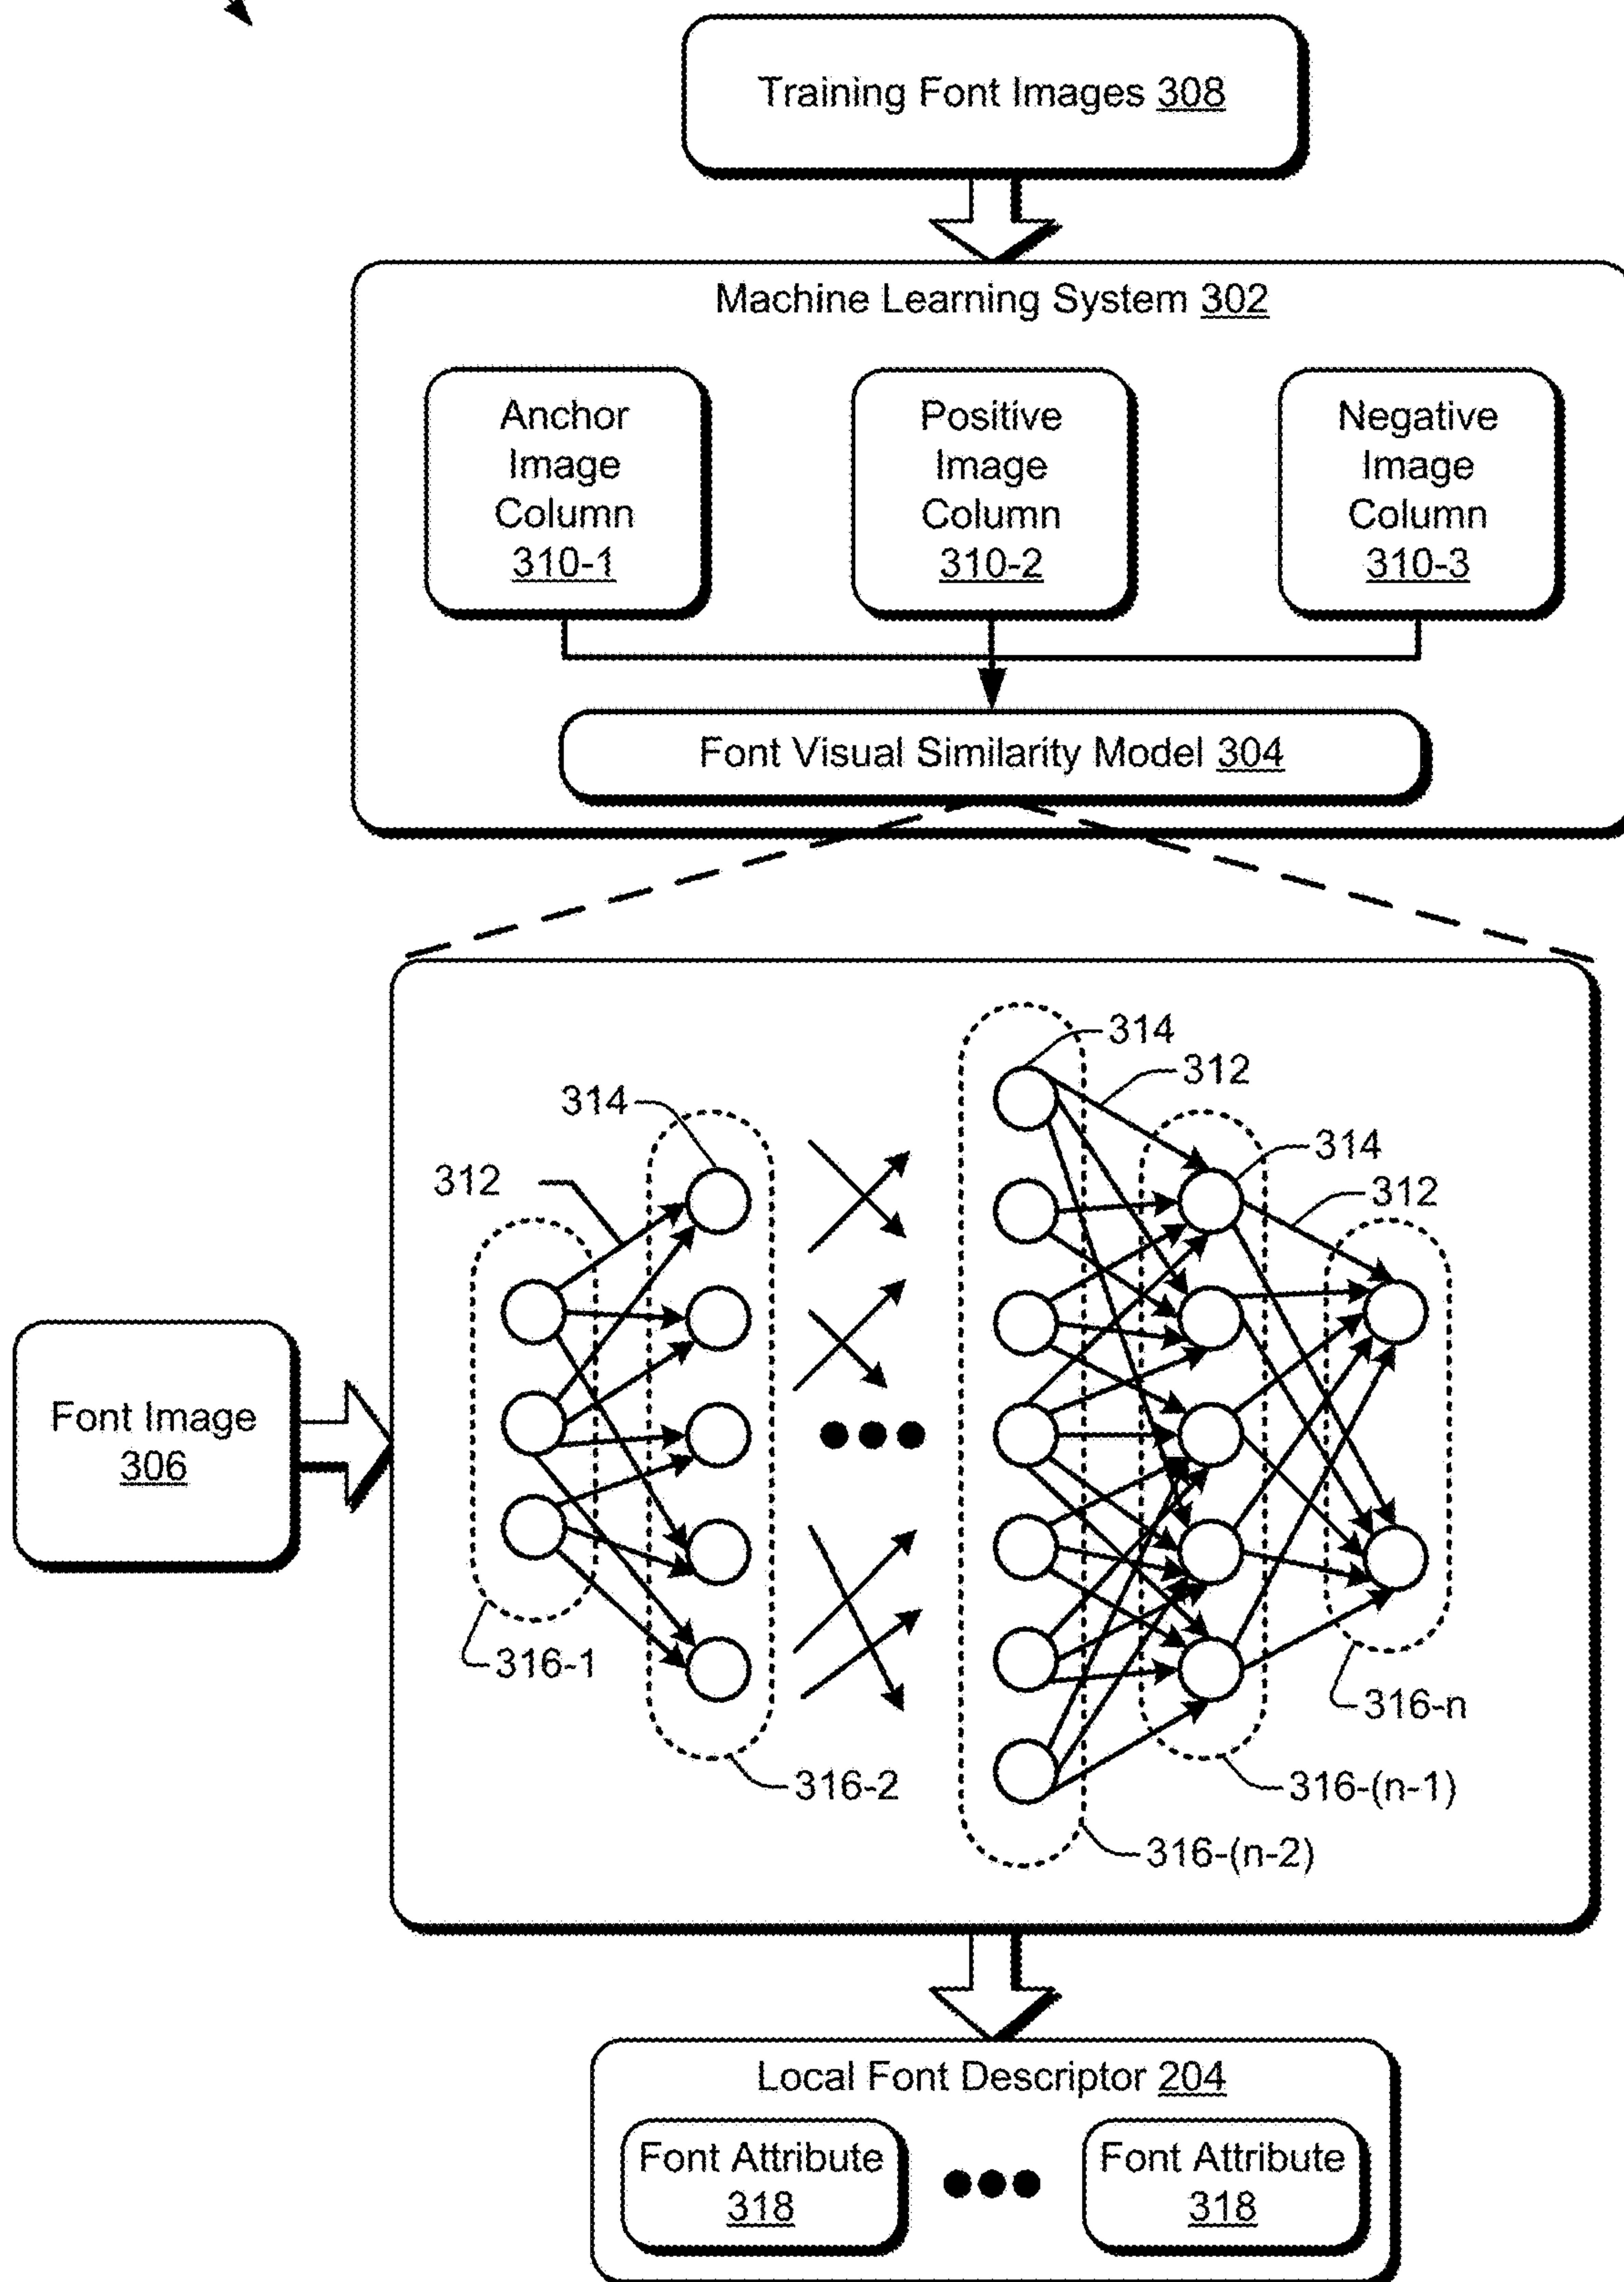 Training Font Images 308
Machine Learning System 302
Anchor
Image
Column
310-1
Positive
Image
Column
310-2
Negative
Image
Column
310-3
Font Visual Similarity Model 304
314
312
314
312
314
312
Font Image
306
316-1
316-2
316-n
316-(n-1)
316-(n-2)
Local Font Descriptor 204
Font Attribute
318
Font Attribute
318